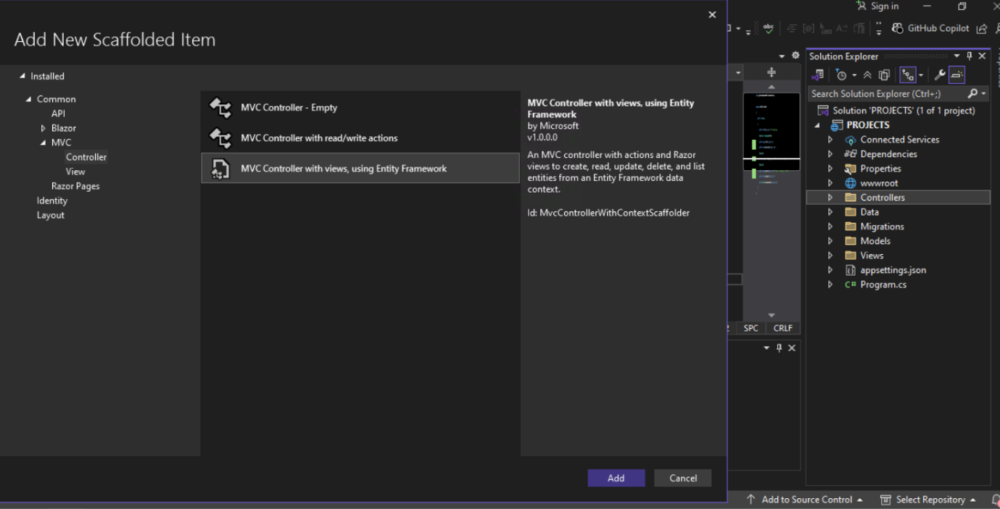 Sign in
GitHub Copilot
Add New Scaffolded Item
Installed
Common
API
Blazor
MVC
Controller
View
Razor Pages
Identity
Layout
MVC Controller - Empty
MVC Controller with read/write actions
MVC Controller with views, using Entity Framework
MVC Controller with views, using Entity
Framework
by Microsoft
v1.0.0.0
An MVC controller with actions and Razor
views to create, read, update, delete, and list
entities from an Entity Framework data
context.
Id: MvcControllerWithContextScaffolder
Add
Cancel
SPC
CRLF
Solution Explorer
Search Solution Explorer (Ctrl+;)
Solution 'PROJECTS' (1 of 1 project)
PROJECTS
Connected Services
Dependencies
Properties
wwwroot
Controllers
Data
Migrations
Models
Views
appsettings.json
C# Program.cs
Add to Source Control
Select Repository